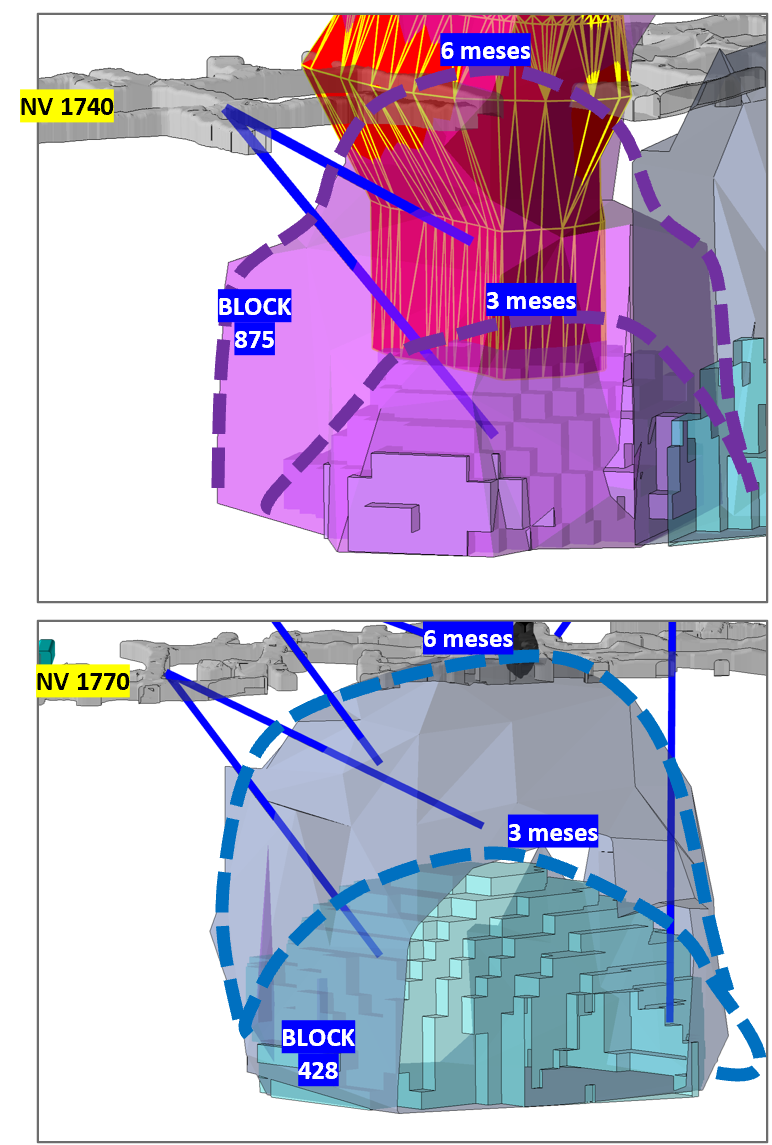 6 meses
NV 1740
3 meses
BLOCK
875
6 meses
NV 1770
3 meses
BLOCK
428